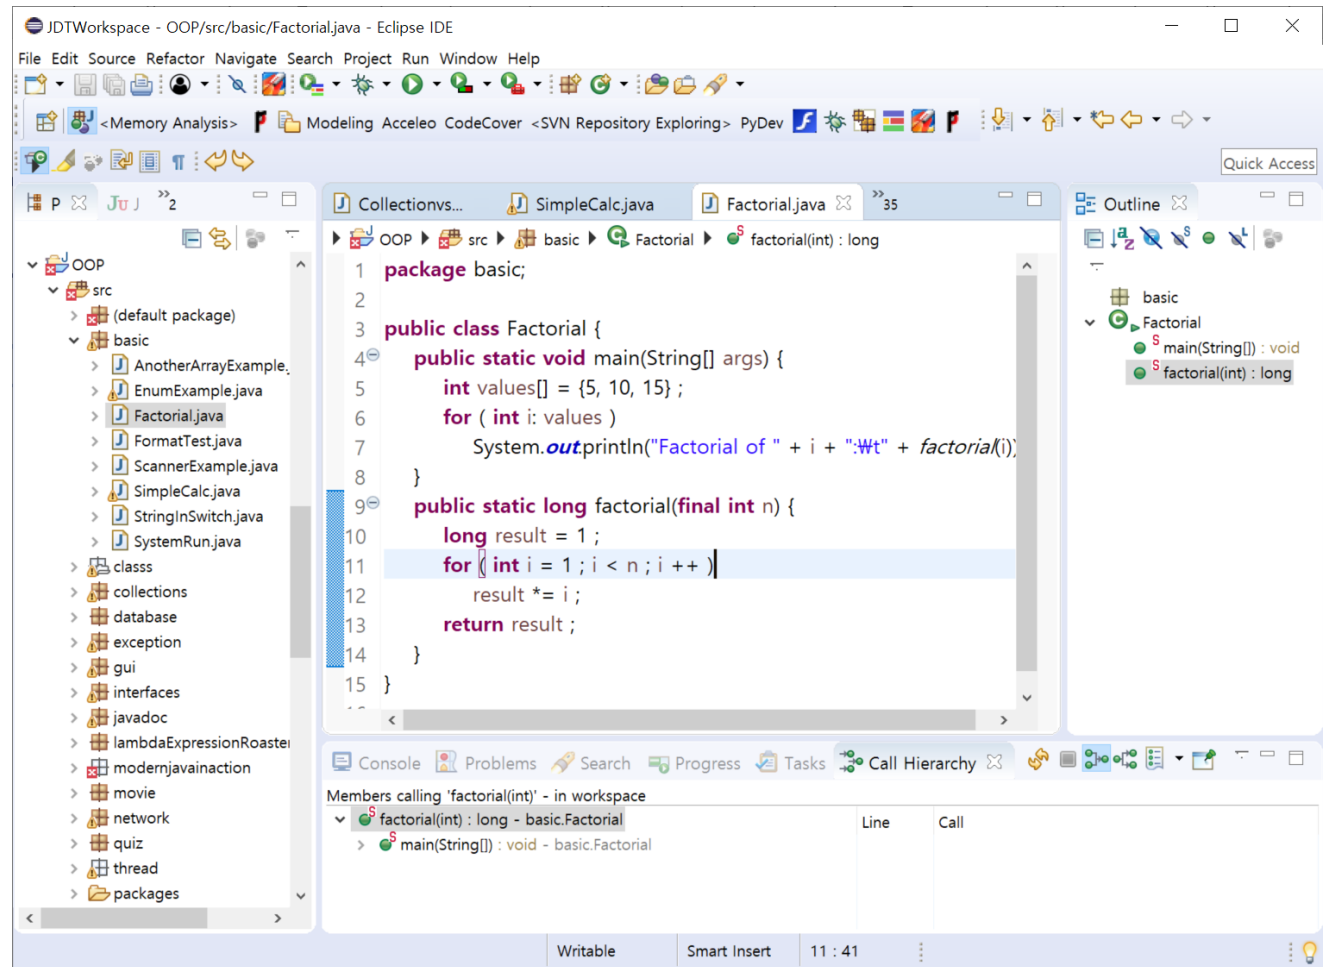 JDTWorkspace - OOP/src/basic/Factorial.java - Eclipse IDE
File Edit Source Refactor Navigate Search Project Run Window Help
<Memory Analysis> Modeling Acceleo CodeCover <SVN Repository Exploring> PyDev
Quick Access
P JU J »2
OOP
src
(default package)
basic
AnotherArrayExample.
EnumExample.java
Factorial.java
FormatTest.java
ScannerExample.java
SimpleCalc.java
StringInSwitch.java
SystemRun.java
classs
collections
database
exception
gui
interfaces
javadoc
lambdaExpressionRoaster
modernjavainaction
movie
network
quiz
thread
packages
Collectionvs... SimpleCalc.java Factorial.java »35
OOP src basic Factorial factorial(int) : long
1 package basic;
2
3 public class Factorial {
4 public static void main(String[] args) {
5 int values[] = {5, 10, 15} ;
6 for ( int i: values )
7 System.out.println("Factorial of " + i + ":₩t" + factorial(i))
8 }
9 public static long factorial(final int n) {
10 long result = 1 ;
11 for ( int i = 1 ; i < n ; i ++ )
12 result *= i ;
13 return result ;
14 }
15 }
Outline
basic
Factorial
main(String[]) : void
factorial(int) : long
Console Problems Search Progress Tasks Call Hierarchy
Members calling 'factorial(int)' - in workspace
factorial(int) : long - basic.Factorial
main(String[]) : void - basic.Factorial
Line Call
Writable Smart Insert 11 : 41